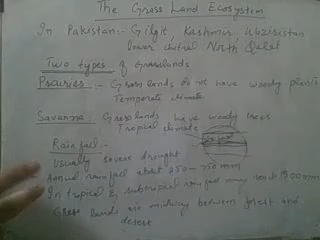 The Grass Land Ecosystem
In Pakistan:- Gilgit, Kashmir, Waziristan
lower chitral North Qalat
Two types of Grasslands
Prairies:- Grass lands do not have woody plants
Temperate climate
Savanna: Grasslands have woody trees
Tropical climate
Rainfall:-
Usually severe drought
Annual rainfall about 250 - 750 mm
In tropical & subtropical rainfall may reach 1500mm
Grass lands are midway between forest and
desert